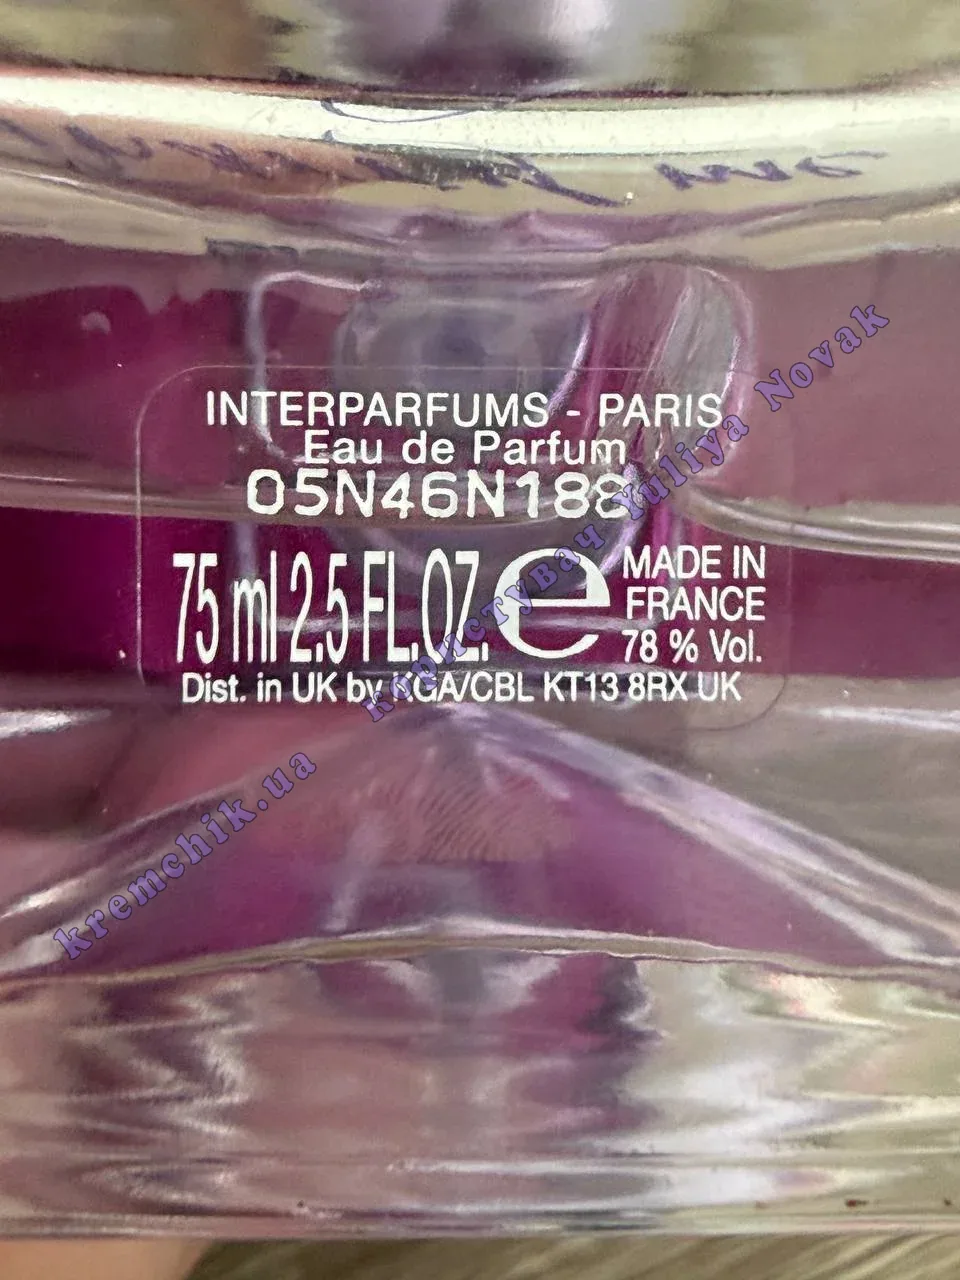 INTERPARFUMS - PARIS
Eau de Parfum
05N46N188
75 ml 2.5 FL.OZ. e
MADE IN
FRANCE
78 % Vol.
Dist. in UK by KGA/CBL KT13 8RX UK
kremchik.ua користувач Yuliya Novak